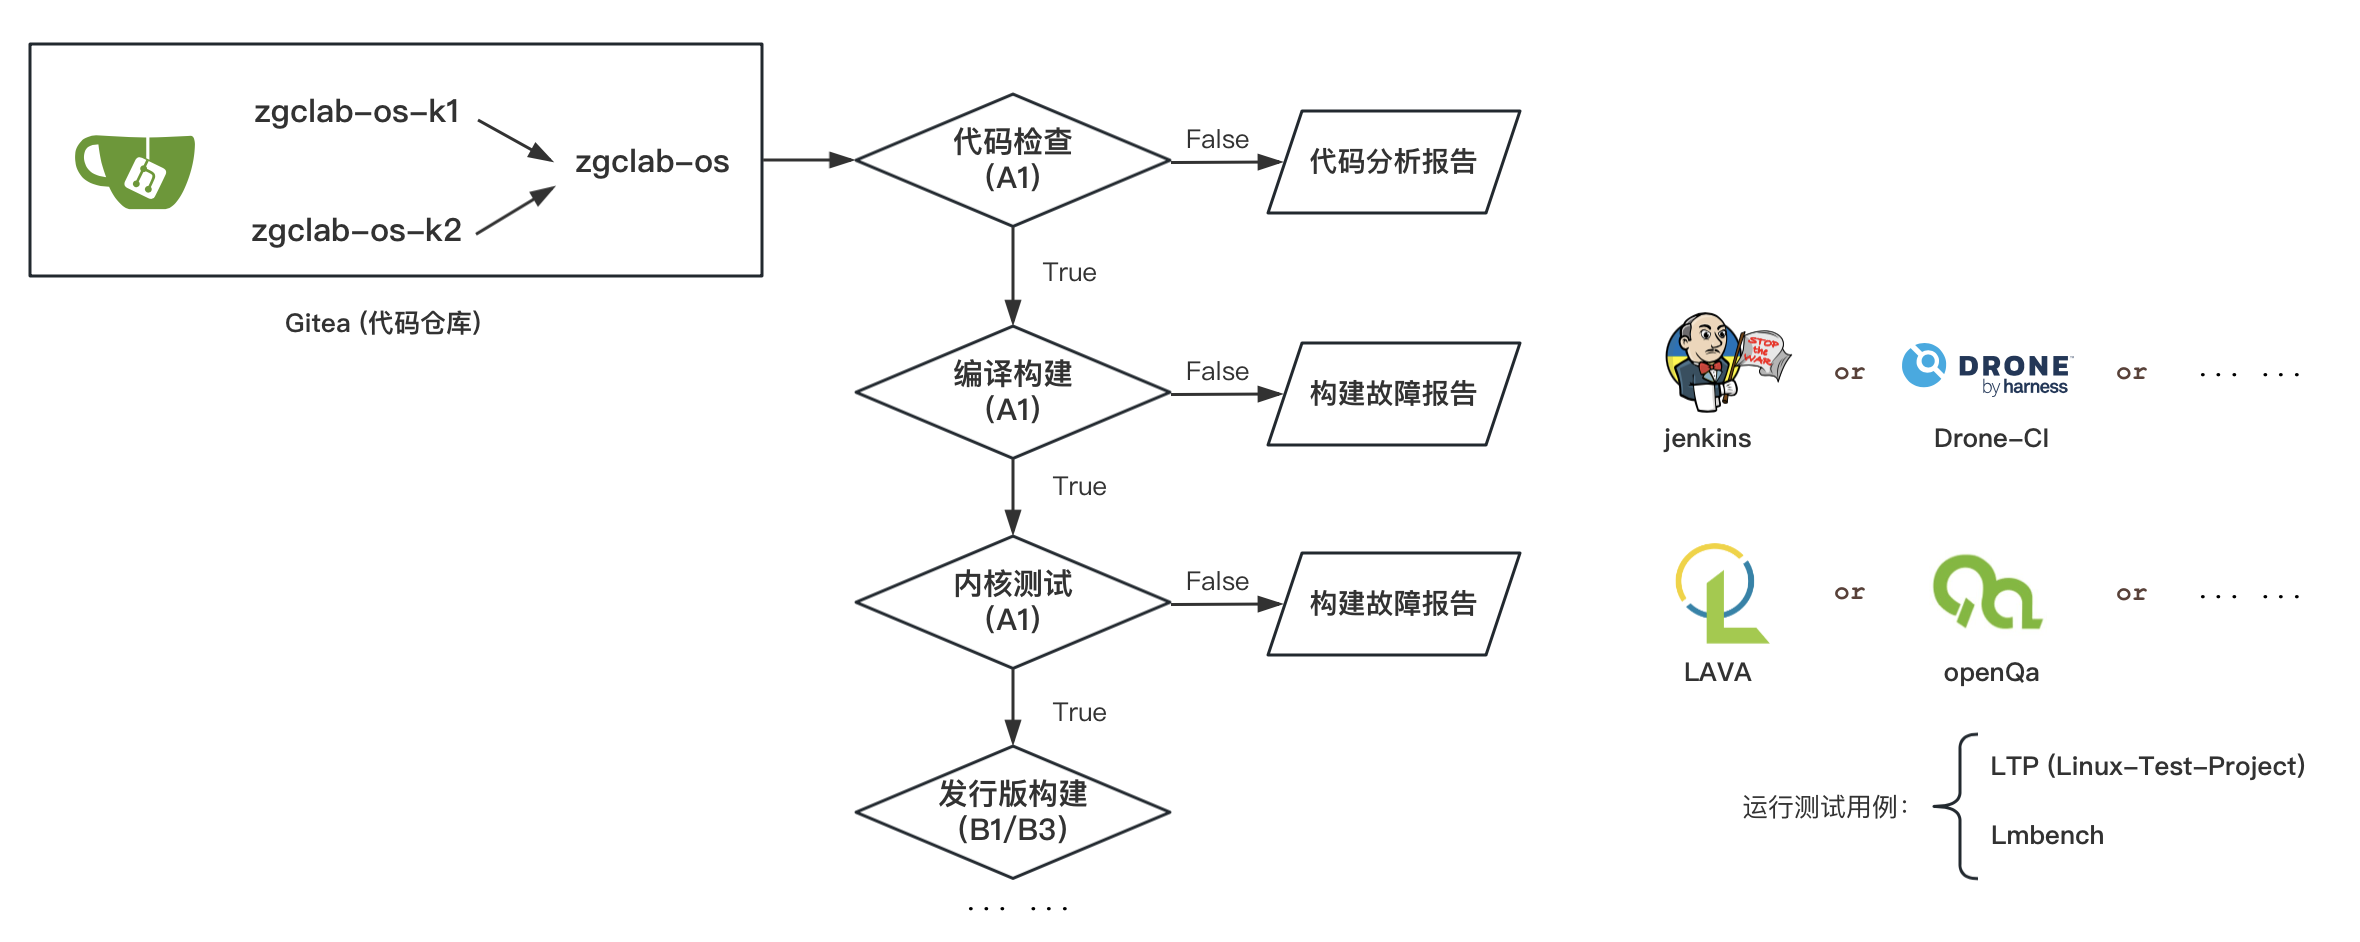 zgclab-os-k1
zgclab-os
zgclab-os-k2
Gitea (代码仓库)
代码检查
(A1)
False
代码分析报告
True
编译构建
(A1)
False
构建故障报告
True
内核测试
(A1)
False
构建故障报告
True
发行版构建
(B1/B3)
... ...
STOP
the
WAR
jenkins
or
DRONE
by harness
Drone-CI
or
... ...
LAVA
or
openQa
or
... ...
运行测试用例：
LTP (Linux-Test-Project)
Lmbench